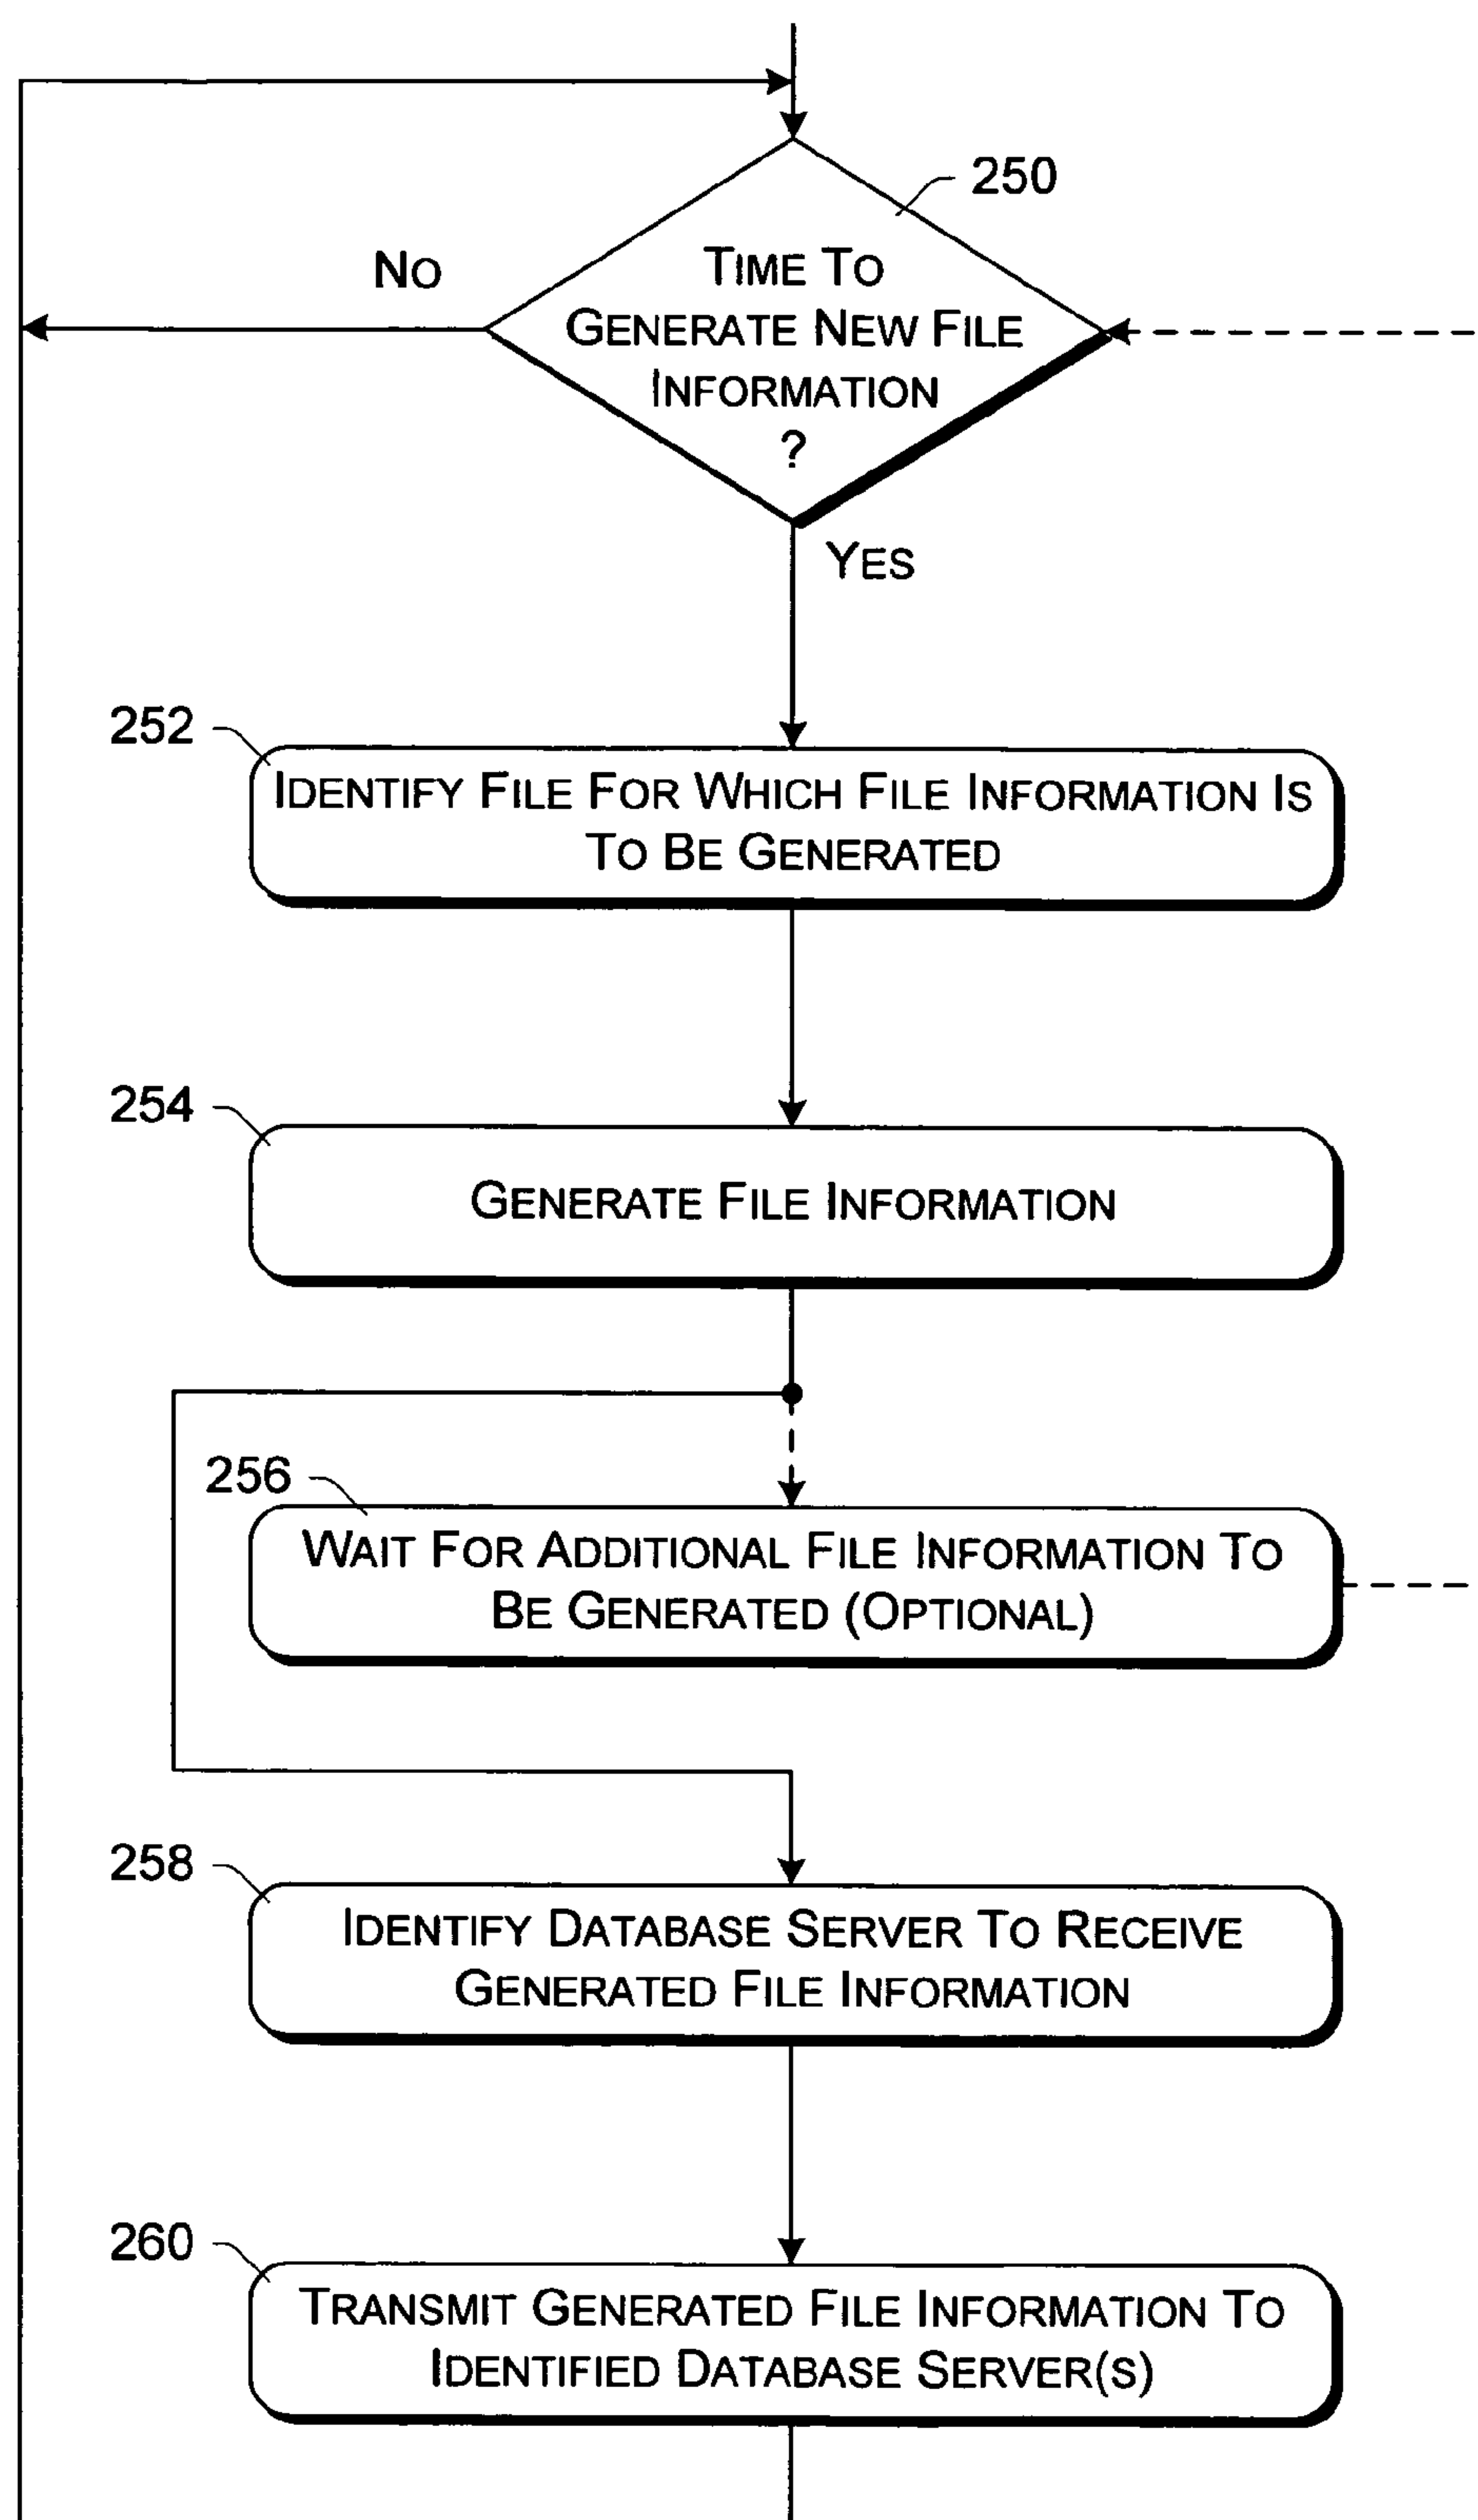 250
NO
TIME TO
GENERATE NEW FILE
INFORMATION
?
YES
252
IDENTIFY FILE FOR WHICH FILE INFORMATION IS
TO BE GENERATED
254
GENERATE FILE INFORMATION
256
WAIT FOR ADDITIONAL FILE INFORMATION TO
BE GENERATED (OPTIONAL)
258
IDENTIFY DATABASE SERVER TO RECEIVE
GENERATED FILE INFORMATION
260
TRANSMIT GENERATED FILE INFORMATION TO
IDENTIFIED DATABASE SERVER(S)